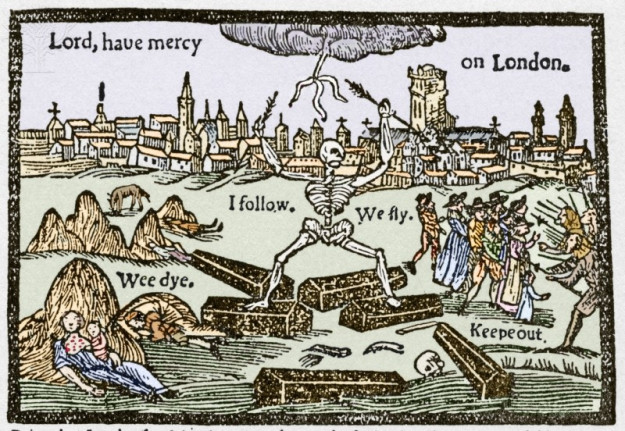 Lord, haue mercy
on London.
I follow.
We fly.
Wee dye.
Keepe out.